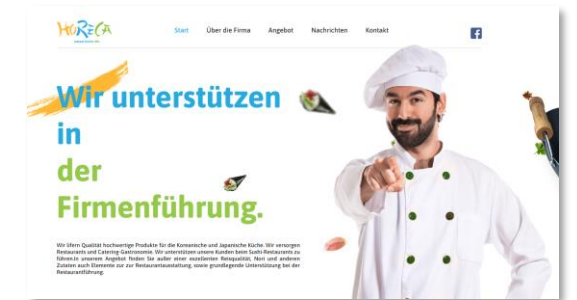 HoReCa
Start Über die Firma Angebot Nachrichten Kontakt
Wir unterstützen
in
der
Firmenführung.
Wir lifern Qualität hochwertige Produkte für die Koreanische und Japanische Küche. Wir versorgen
Restaurants und Catering-Gastronomie. Wir unterstützen unsere Kunden beim Sushi-Restaurants zu
führen.In unserem Angebot finden Sie außer einer exzellenten Reisqualität, Nori und anderen
Zutaten auch Elemente zur zur Restaurantausstattung, sowie grundlegende Unterstützung bei der
Restaurantführung.